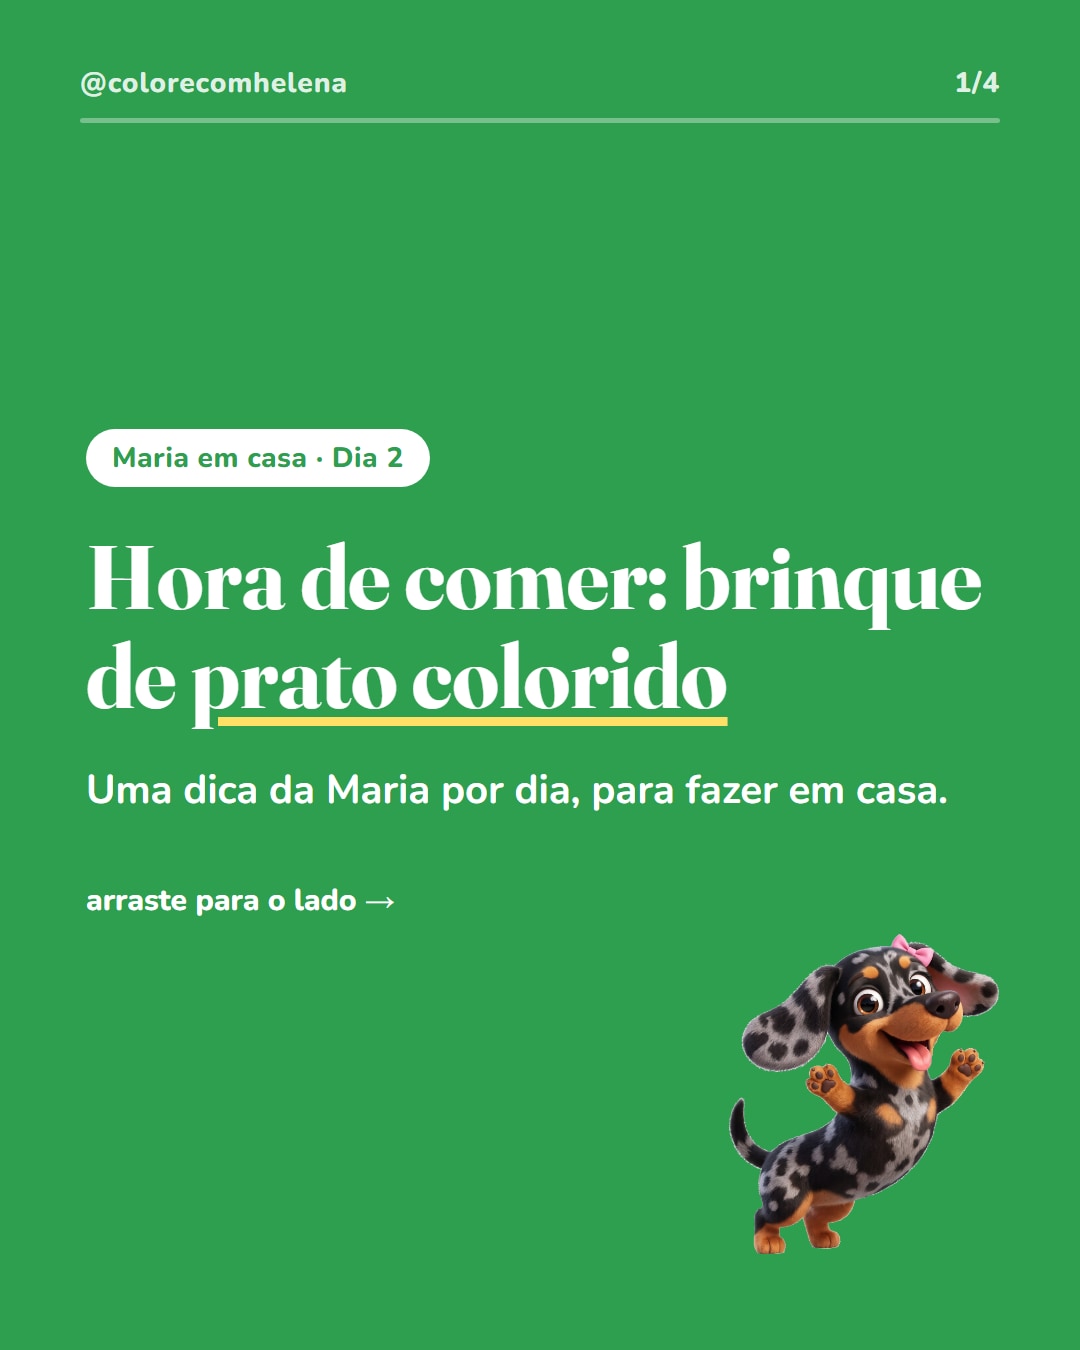 @colorecomhelena
1/4
Maria em casa · Dia 2
Hora de comer: brinque
de prato colorido
Uma dica da Maria por dia, para fazer em casa.
arraste para o lado →